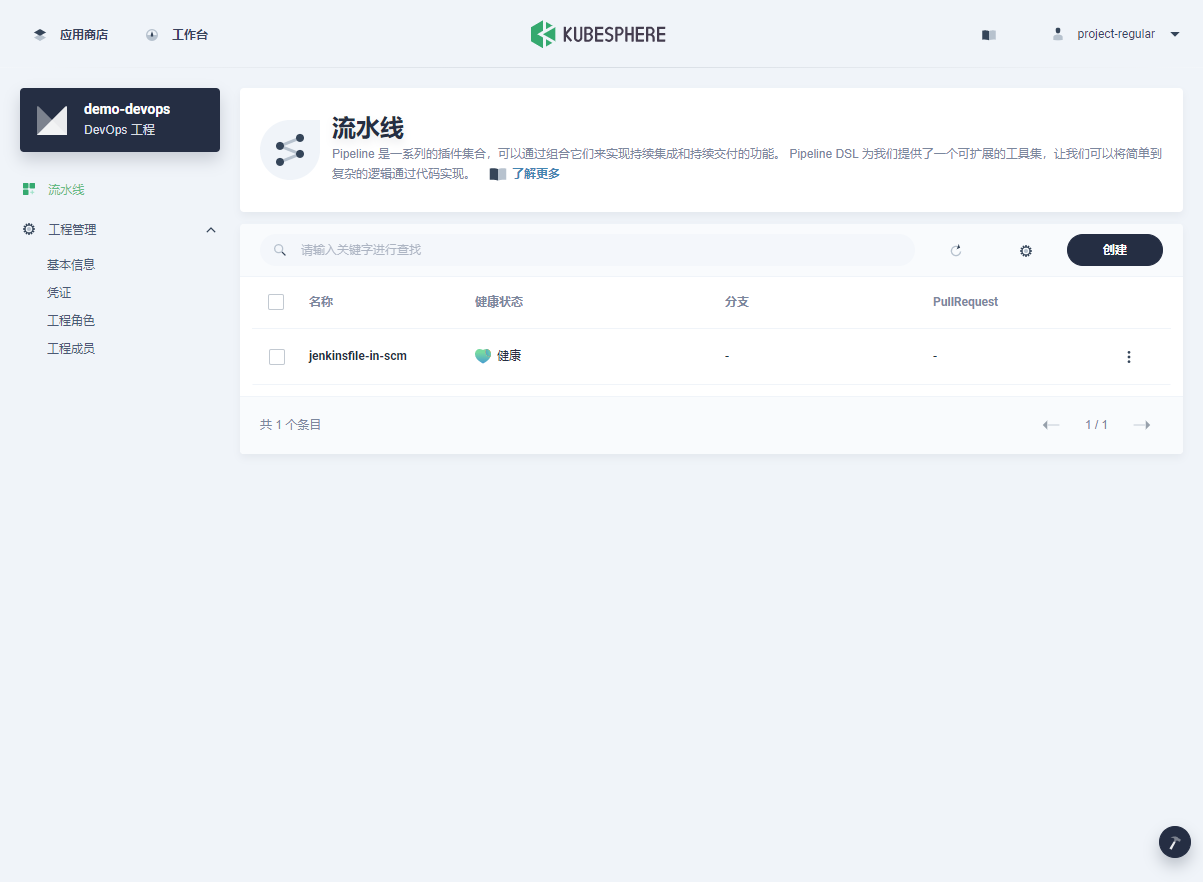 应用商店
工作台
KUBESPHERE
project-regular
demo-devops
DevOps 工程
流水线
工程管理
基本信息
凭证
工程角色
工程成员
流水线
Pipeline 是一系列的插件集合，可以通过组合它们来实现持续集成和持续交付的功能。 Pipeline DSL 为我们提供了一个可扩展的工具集，让我们可以将简单到
复杂的逻辑通过代码实现。 了解更多
请输入关键字进行查找
创建
名称 健康状态 分支 PullRequest
jenkinsfile-in-scm 健康 - -
共 1 个条目
1 / 1